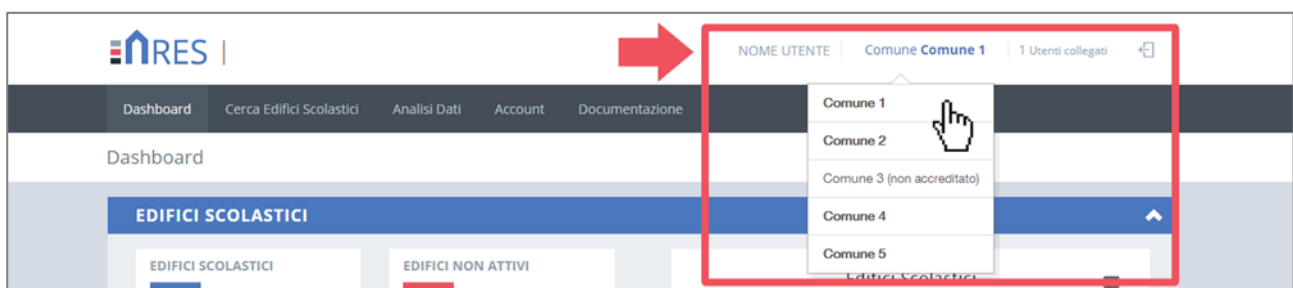 ARES |
NOME UTENTE Comune Comune 1 1 Utenti collegati
Dashboard Cerca Edifici Scolastici Analisi Dati Account Documentazione
Comune 1
Comune 2
Comune 3 (non accreditato)
Comune 4
Comune 5
Dashboard
EDIFICI SCOLASTICI
EDIFICI SCOLASTICI EDIFICI NON ATTIVI
Edifici Scolastici